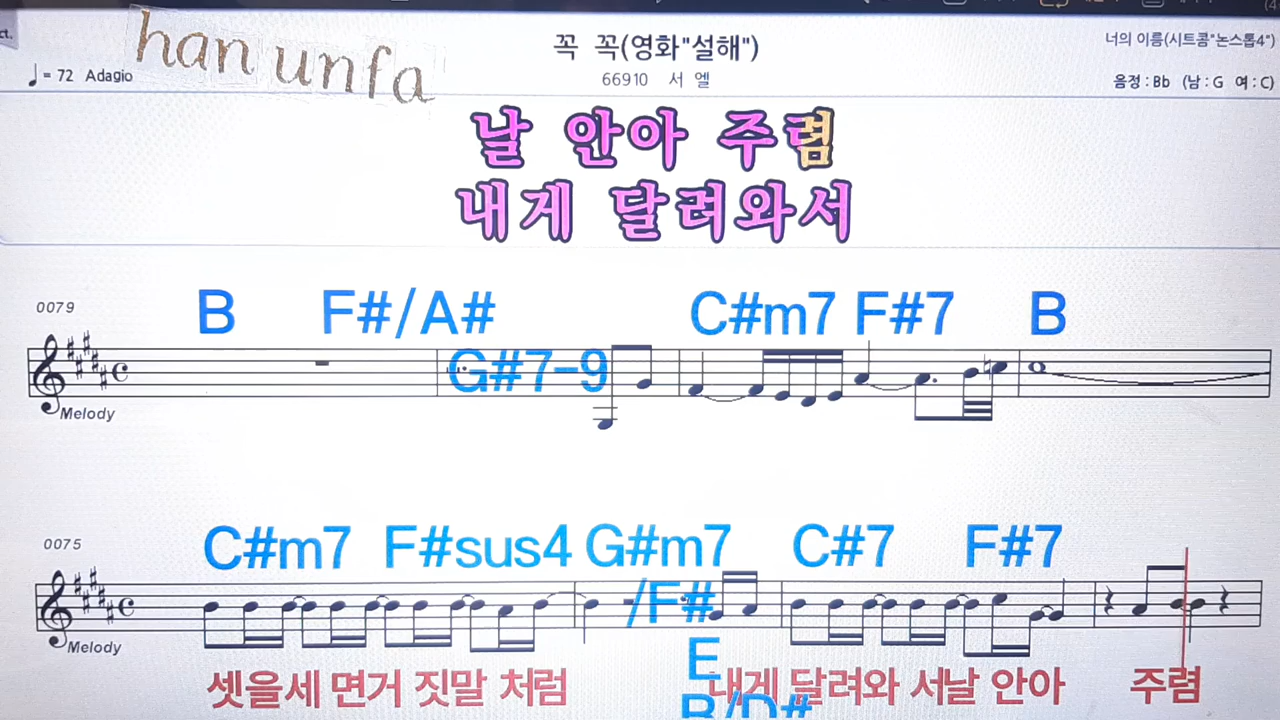 ct.
han unfa
꼭 꼭(영화"설해")
너의 이름(시트콤"논스톱4")
♩= 72 Adagio
66910 서 엘
음정 : Bb (남 : G 여 : C)
날 안아 주렴
내게 달려와서
0079
B F#/A# C#m7 F#7 B
G#7-9
Melody
0075
C#m7 F#sus4 G#m7 C#7 F#7
/F#
Melody
E
셋을세 면거 짓말 처럼 내게 달려와 서날 안아 주렴
B/D#